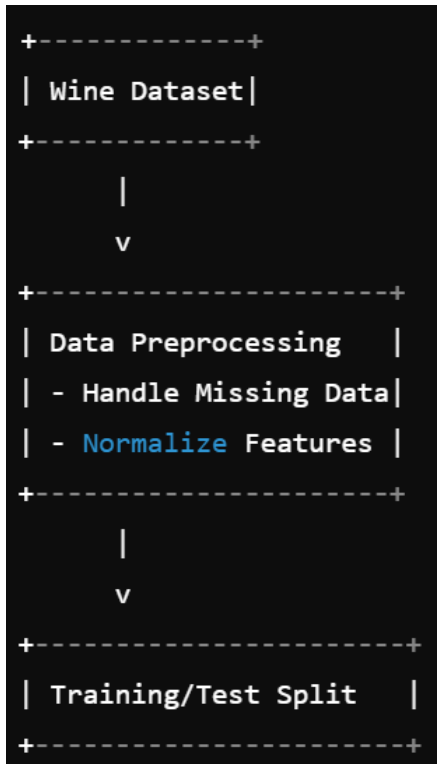 +-------------+
| Wine Dataset|
+-------------+
|
v
+----------------------+
| Data Preprocessing   |
| - Handle Missing Data|
| - Normalize Features |
+----------------------+
|
v
+-----------------------+
| Training/Test Split   |
+-----------------------+